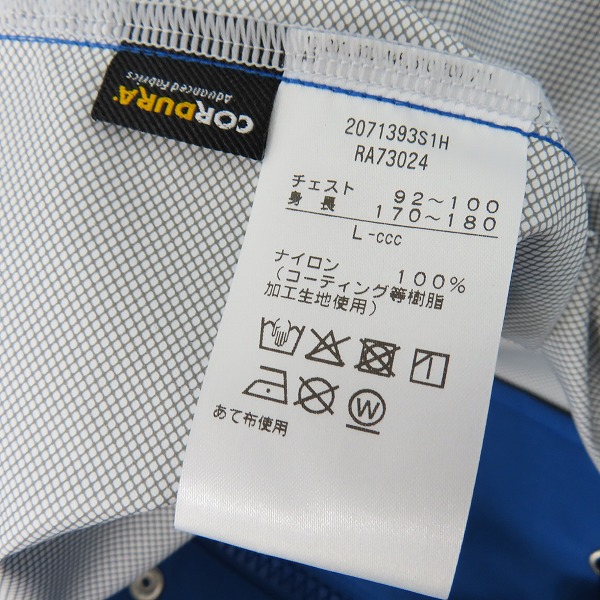 CORDURA
Advanced Fabrics
2071393S1H
RA73024
チェスト 92～100
身長 170～180
L-ccc
ナイロン 100%
(コーティング等樹脂
加工生地使用)
W
あて布使用